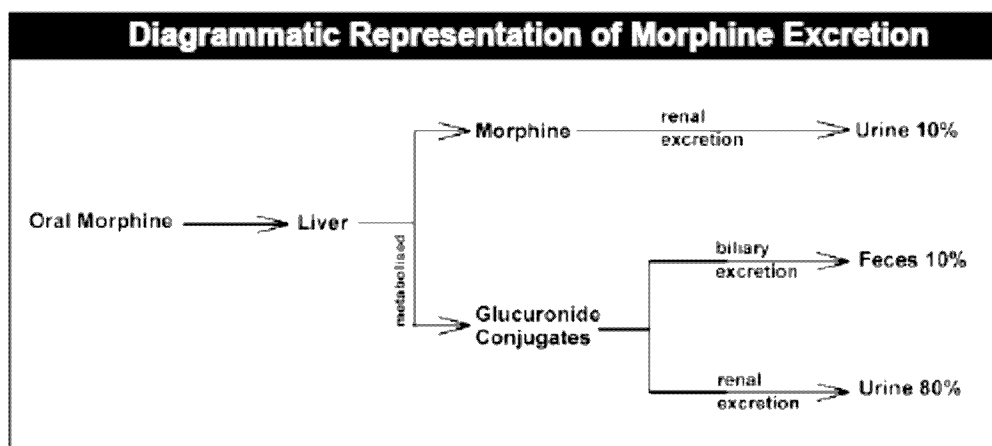 Diagrammatic Representation of Morphine Excretion
Morphine
renal
excretion
Urine 10%
Oral Morphine
Liver
metabolised
biliary
excretion
Feces 10%
Glucuronide
Conjugates
renal
excretion
Urine 80%